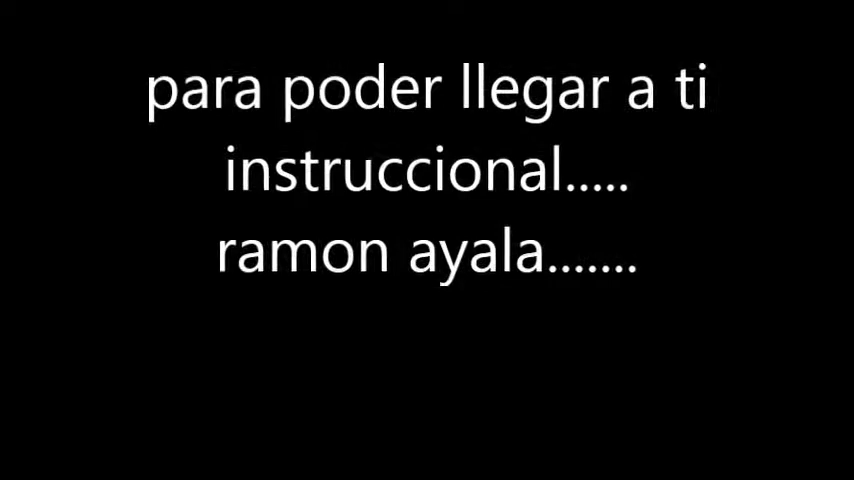 para poder llegar a ti
instruccional.....
ramon ayala.......